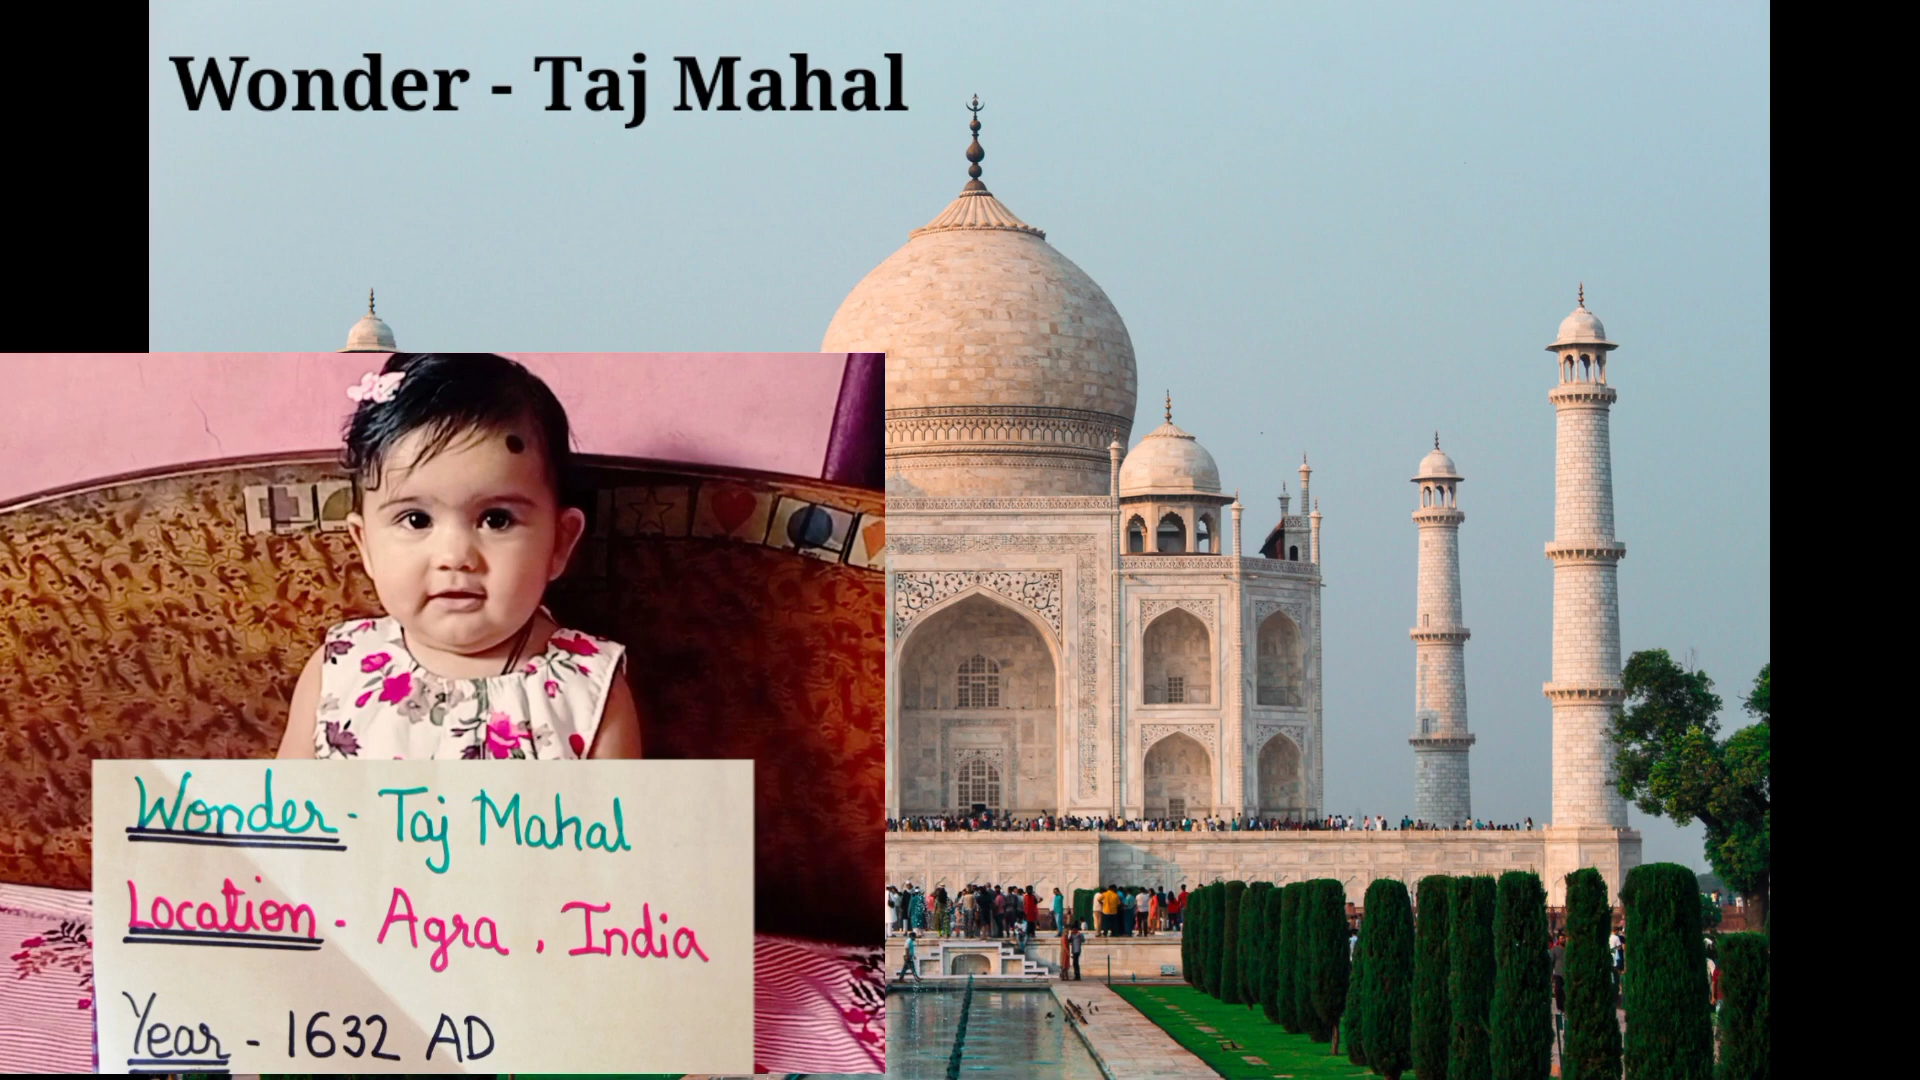 Wonder - Taj Mahal
Wonder - Taj Mahal
Location - Agra, India
Year - 1632 AD